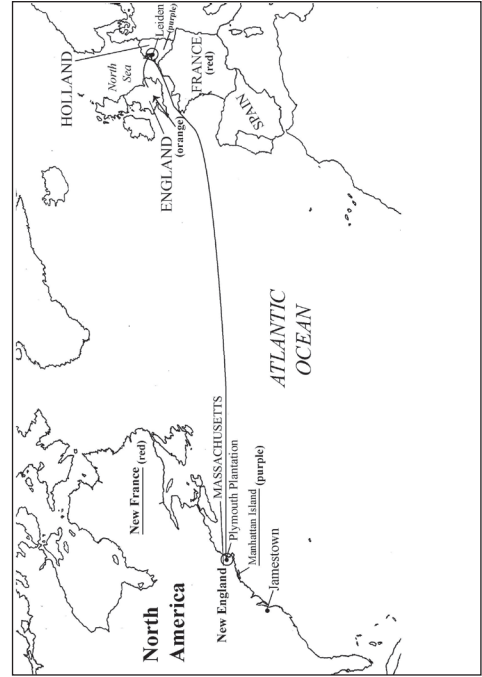 HOLLAND
North
Sea
Leiden
(purple)
ENGLAND
(orange)
FRANCE
(red)
SPAIN
ATLANTIC
OCEAN
New France (red)
MASSACHUSETTS
Plymouth Plantation
Manhattan Island (purple)
North
America
New England
Jamestown